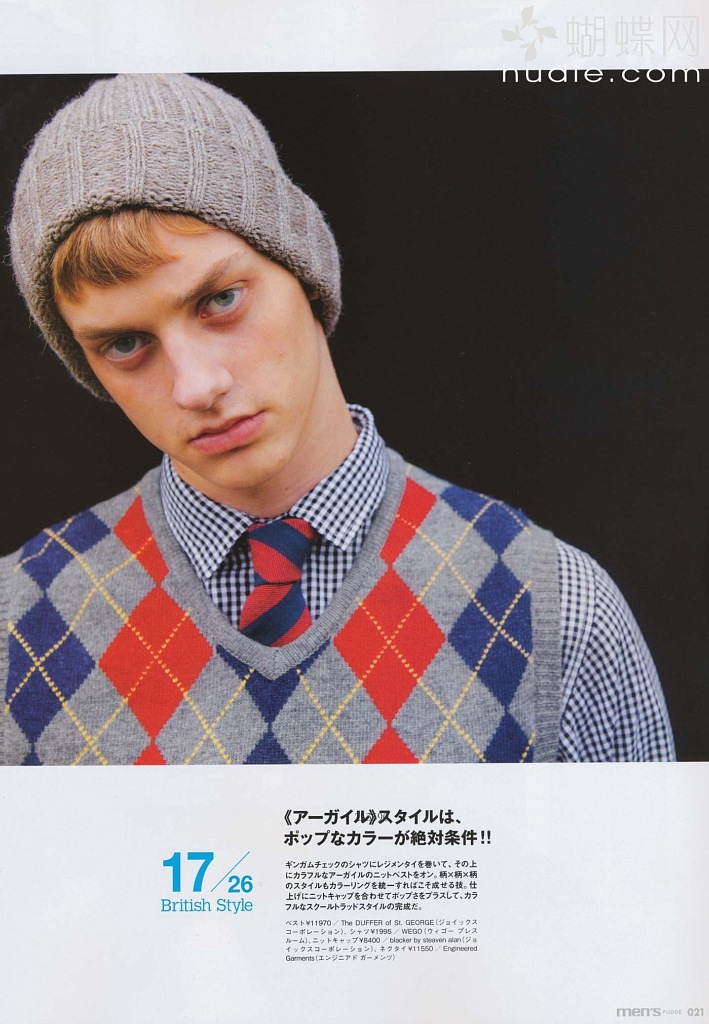 蝴蝶网
hudie.com
《アーガイル》スタイルは、
ポップなカラーが絶対条件!!
17/26
British Style
ギンガムチェックのシャツにレジメンタイを巻いて、その上
にカラフルなアーガイルのニットベストをオン。柄×柄×柄
のスタイルもカラーリングを統一すればこそ成せる技。仕
上げにニットキャップを合わせてポップさをプラスして、カラ
フルなスクールトラッドスタイルの完成だ。
ベスト¥11970/The DUFFER of St. GEORGE(ジョイックス
コーポレーション)、シャツ¥1995/WEGO(ウィゴー プレス
ルーム)、ニットキャップ¥8400/blacker by steaven alan(ジョ
イックスコーポレーション)、ネクタイ¥11550/Engineered
Garments(エンジニアド ガーメンツ)
men's FUDGE 021